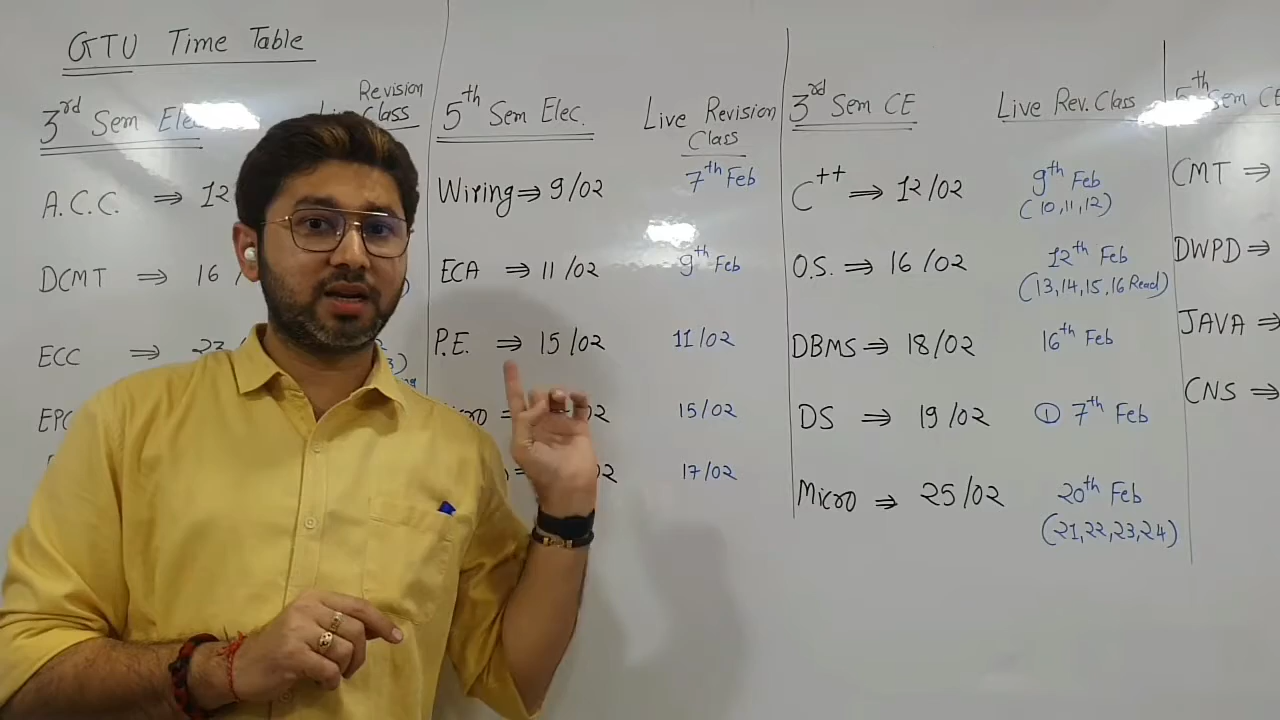 GTU Time Table
3rd Sem Elec
Revision
Class
A.C.C. ⇒ 12
DCMT ⇒ 16
ECC ⇒ 23
EPC
5th Sem Elec.
Live Revision
Class
Wiring ⇒ 9/02
7th Feb
ECA ⇒ 11/02
9th Feb
P.E. ⇒ 15/02
11/02
15/02
17/02
3rd Sem CE
Live Rev. Class
C++ ⇒ 12/02
9th Feb
(10,11,12)
O.S. ⇒ 16/02
12th Feb
(13,14,15,16 Read)
DBMS ⇒ 18/02
16th Feb
DS ⇒ 19/02
① 7th Feb
Micro ⇒ 25/02
20th Feb
(21,22,23,24)
5th Sem CE
CMT ⇒
DWPD ⇒
JAVA ⇒
CNS ⇒